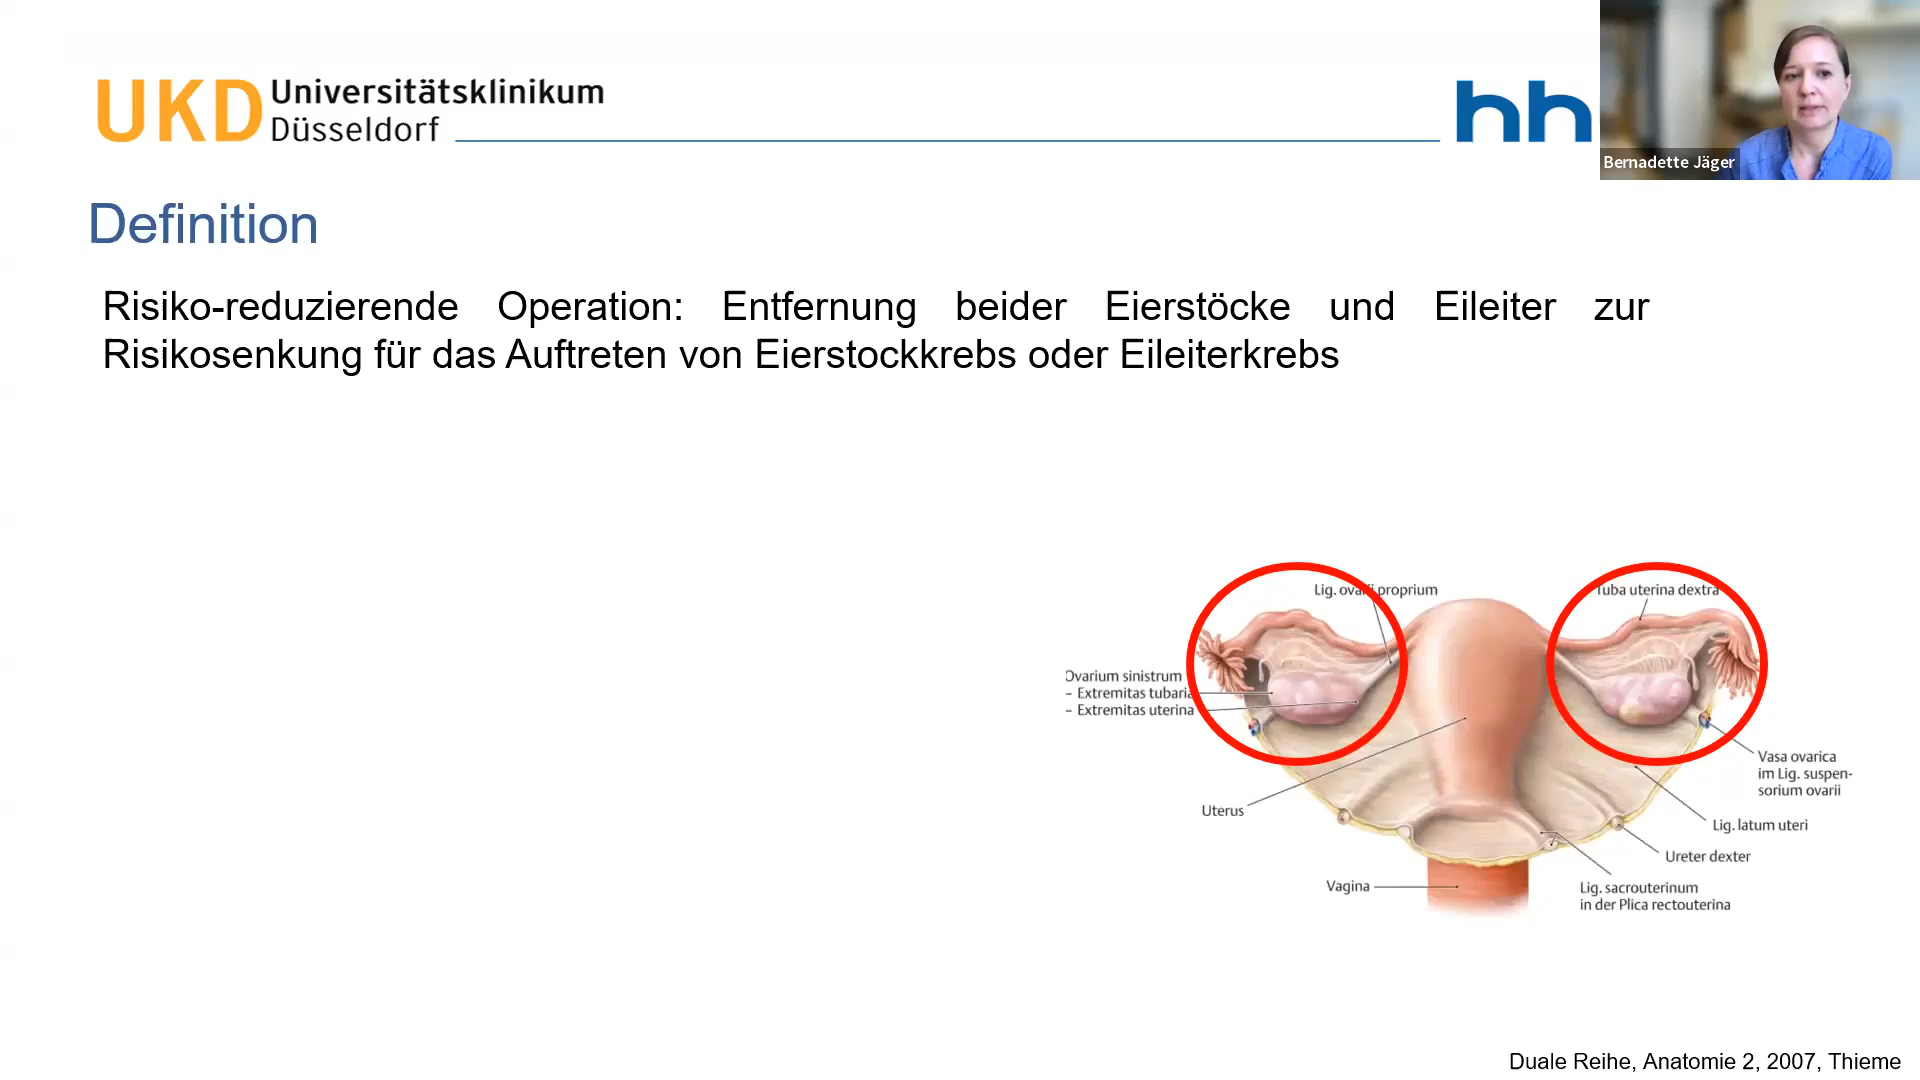 UKD Universitätsklinikum
Düsseldorf
hh
Bernadette Jäger
Definition
Risiko-reduzierende Operation: Entfernung beider Eierstöcke und Eileiter zur
Risikosenkung für das Auftreten von Eierstockkrebs oder Eileiterkrebs
Lig. ovarii proprium
Tuba uterina dextra
Ovarium sinistrum
– Extremitas tubaria
– Extremitas uterina
Vasa ovarica
im Lig. suspen-
sorium ovarii
Uterus
Lig. latum uteri
Ureter dexter
Vagina
Lig. sacrouterinum
in der Plica rectouterina
Duale Reihe, Anatomie 2, 2007, Thieme